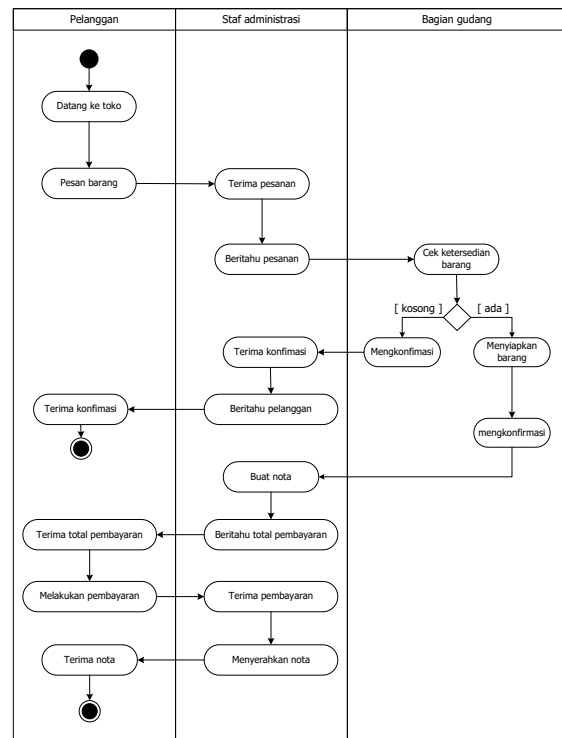 Pelanggan
Staf administrasi
Bagian gudang
Datang ke toko
Pesan barang
Terima pesanan
Beritahu pesanan
Cek ketersedian
barang
[ kosong ]
[ ada ]
Terima konfimasi
Mengkonfimasi
Menyiapkan
barang
Terima konfimasi
Beritahu pelanggan
mengkonfirmasi
Buat nota
Terima total pembayaran
Beritahu total pembayaran
Melakukan pembayaran
Terima pembayaran
Terima nota
Menyerahkan nota